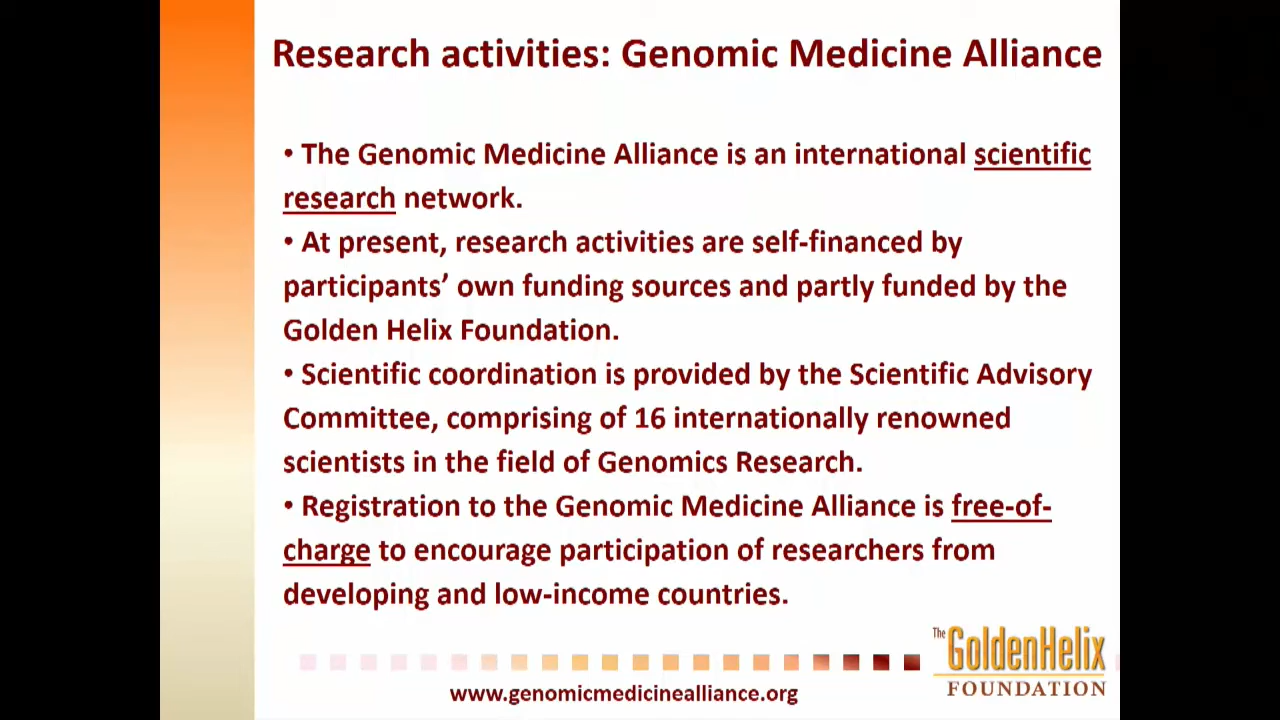 Research activities: Genomic Medicine Alliance
• The Genomic Medicine Alliance is an international scientific
research network.
• At present, research activities are self-financed by
participants’ own funding sources and partly funded by the
Golden Helix Foundation.
• Scientific coordination is provided by the Scientific Advisory
Committee, comprising of 16 internationally renowned
scientists in the field of Genomics Research.
• Registration to the Genomic Medicine Alliance is free-of-
charge to encourage participation of researchers from
developing and low-income countries.
The GoldenHelix
FOUNDATION
www.genomicmedicinealliance.org